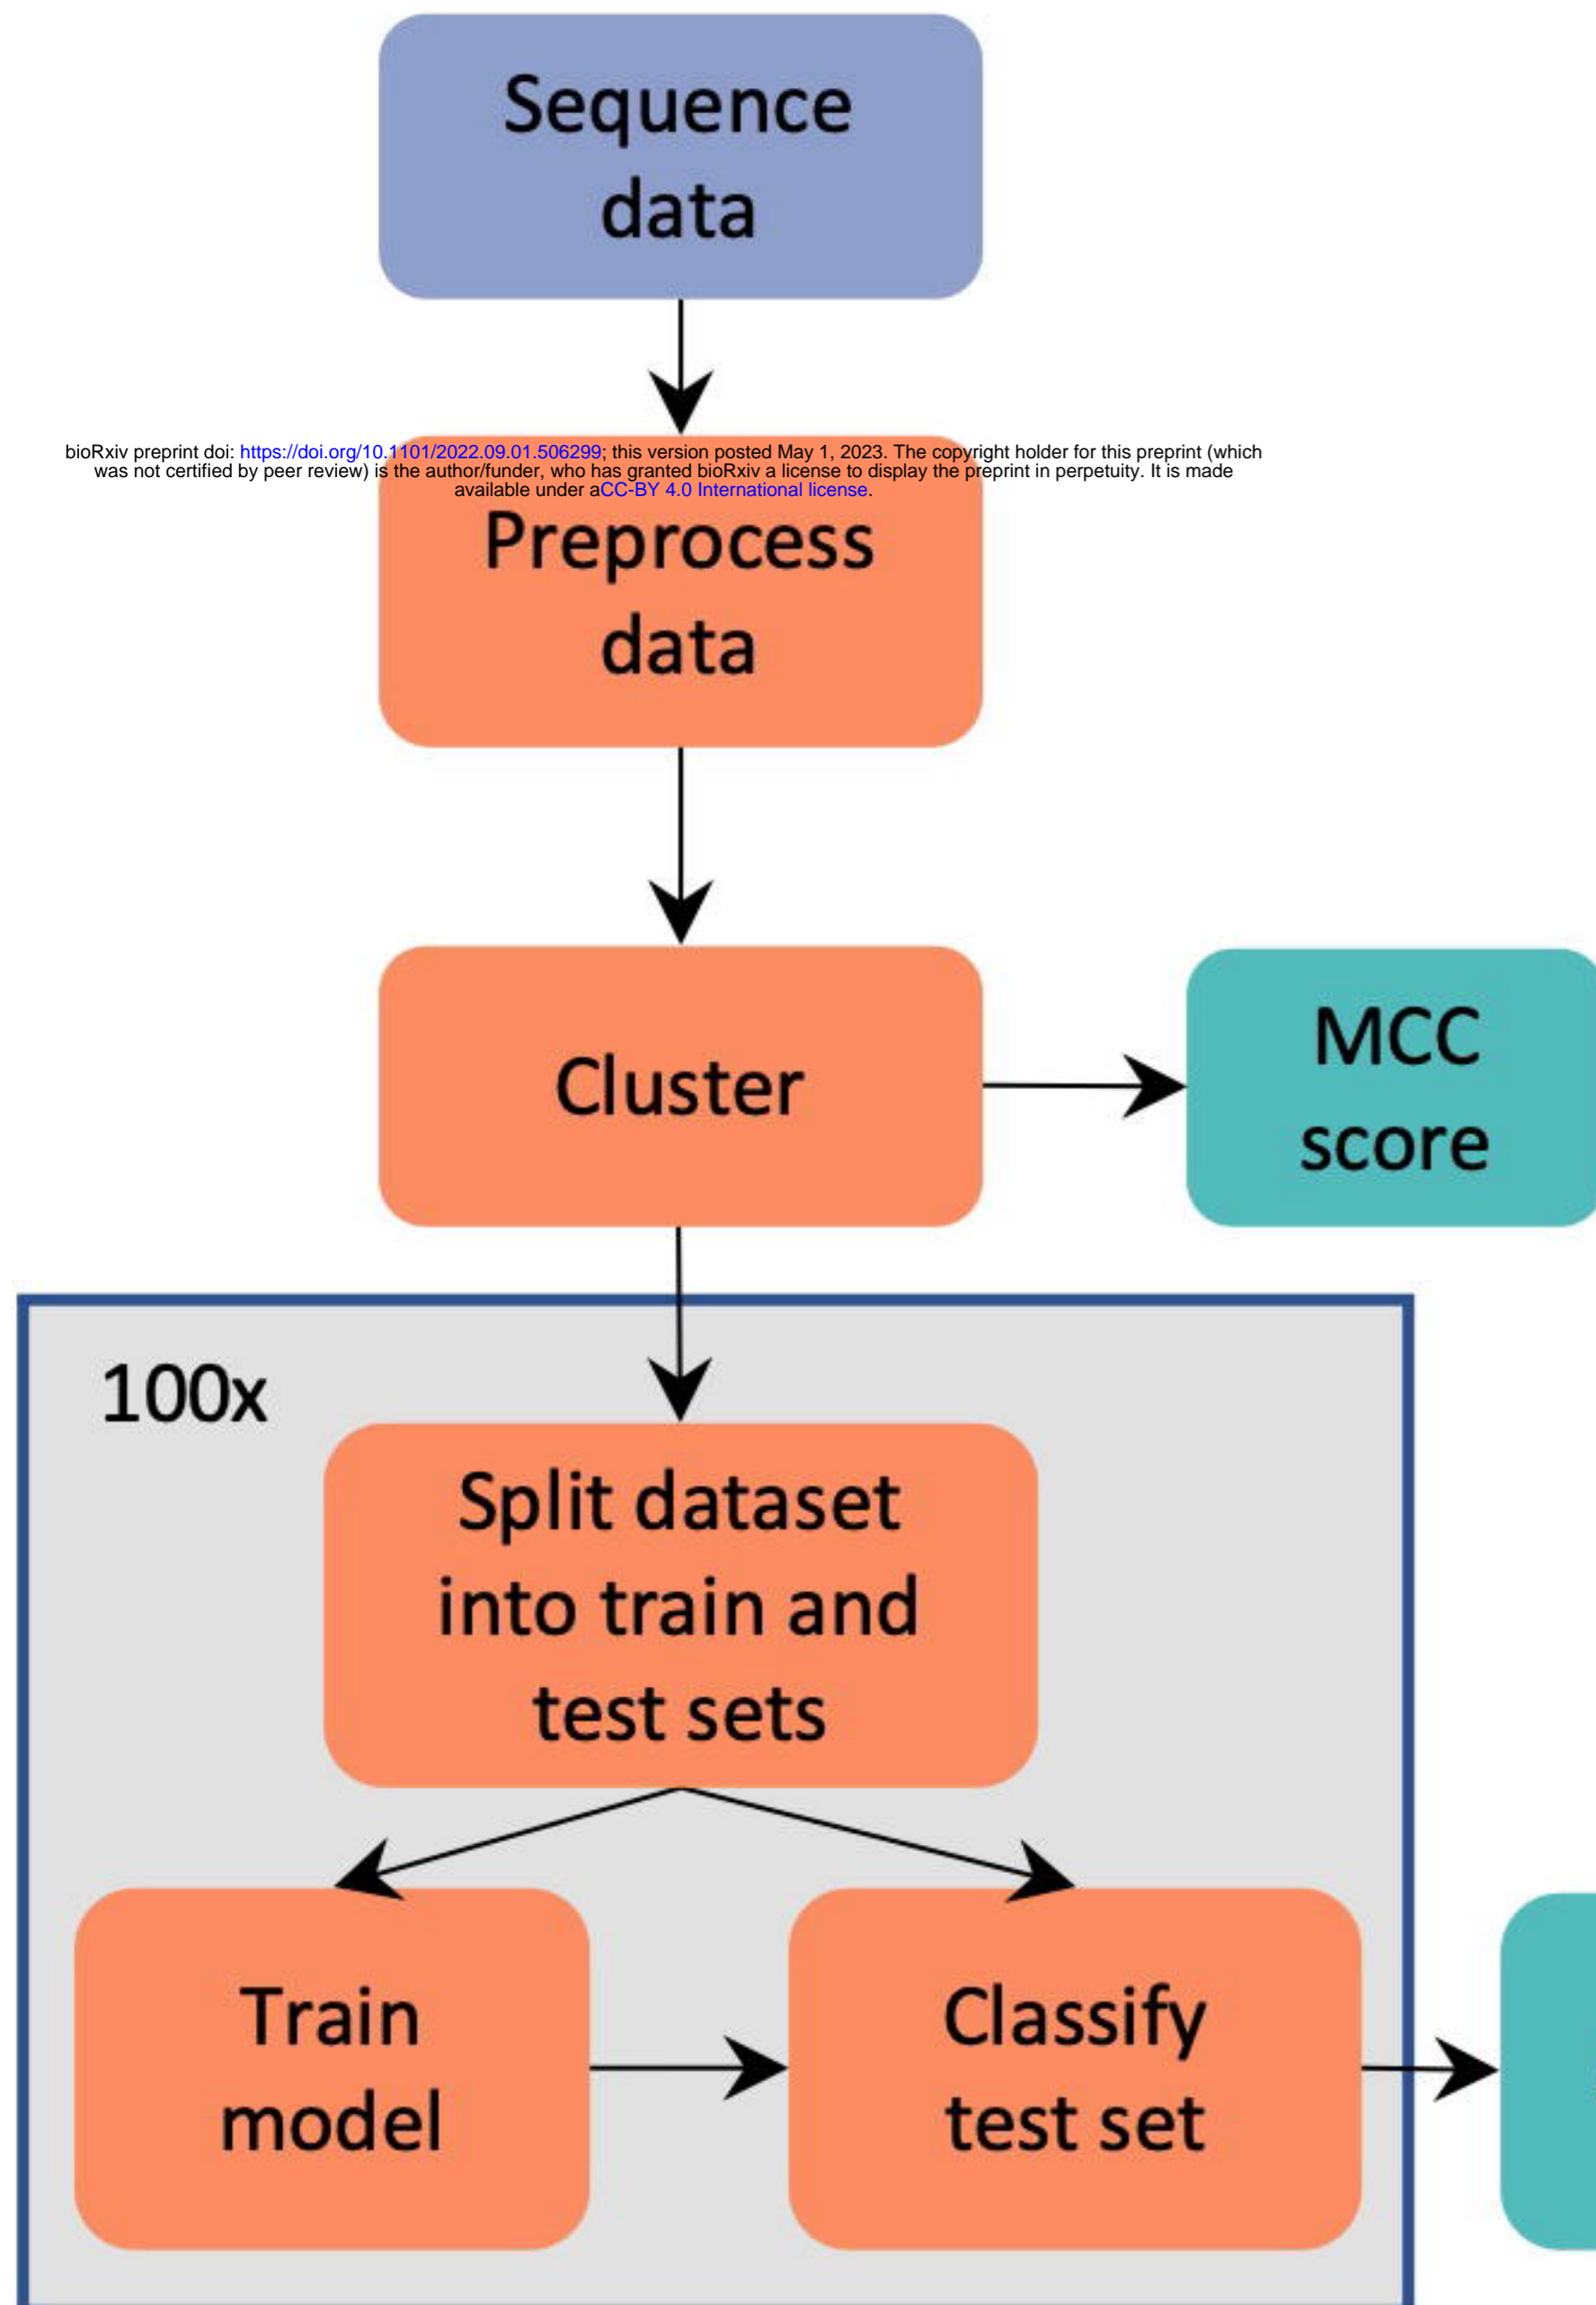 Sequence
data
bioRxiv preprint doi: https://doi.org/10.1101/2022.09.01.506299; this version posted May 1, 2023. The copyright holder for this preprint (which
was not certified by peer review) is the author/funder, who has granted bioRxiv a license to display the preprint in perpetuity. It is made
available under aCC-BY 4.0 International license.
Preprocess
data
Cluster
MCC
score
100x
Split dataset
into train and
test sets
Train
model
Classify
test set